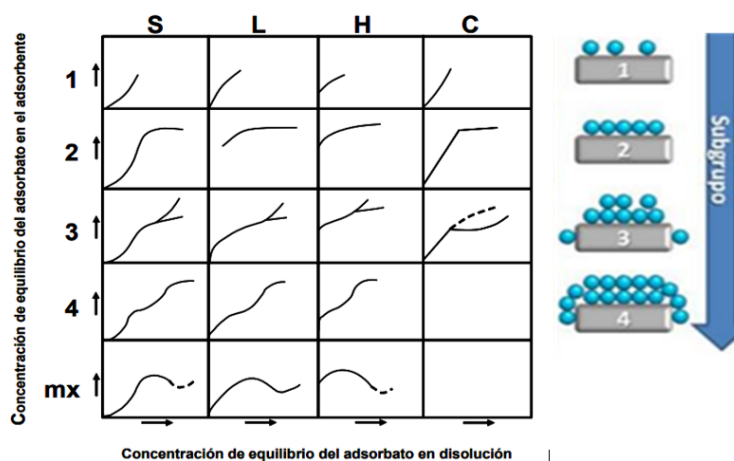 S L H C
Concentración de equilibrio del adsorbato en el adsorbente
1
2
3
4
mx
Concentración de equilibrio del adsorbato en disolución
1
2
3
4
Subgrupo